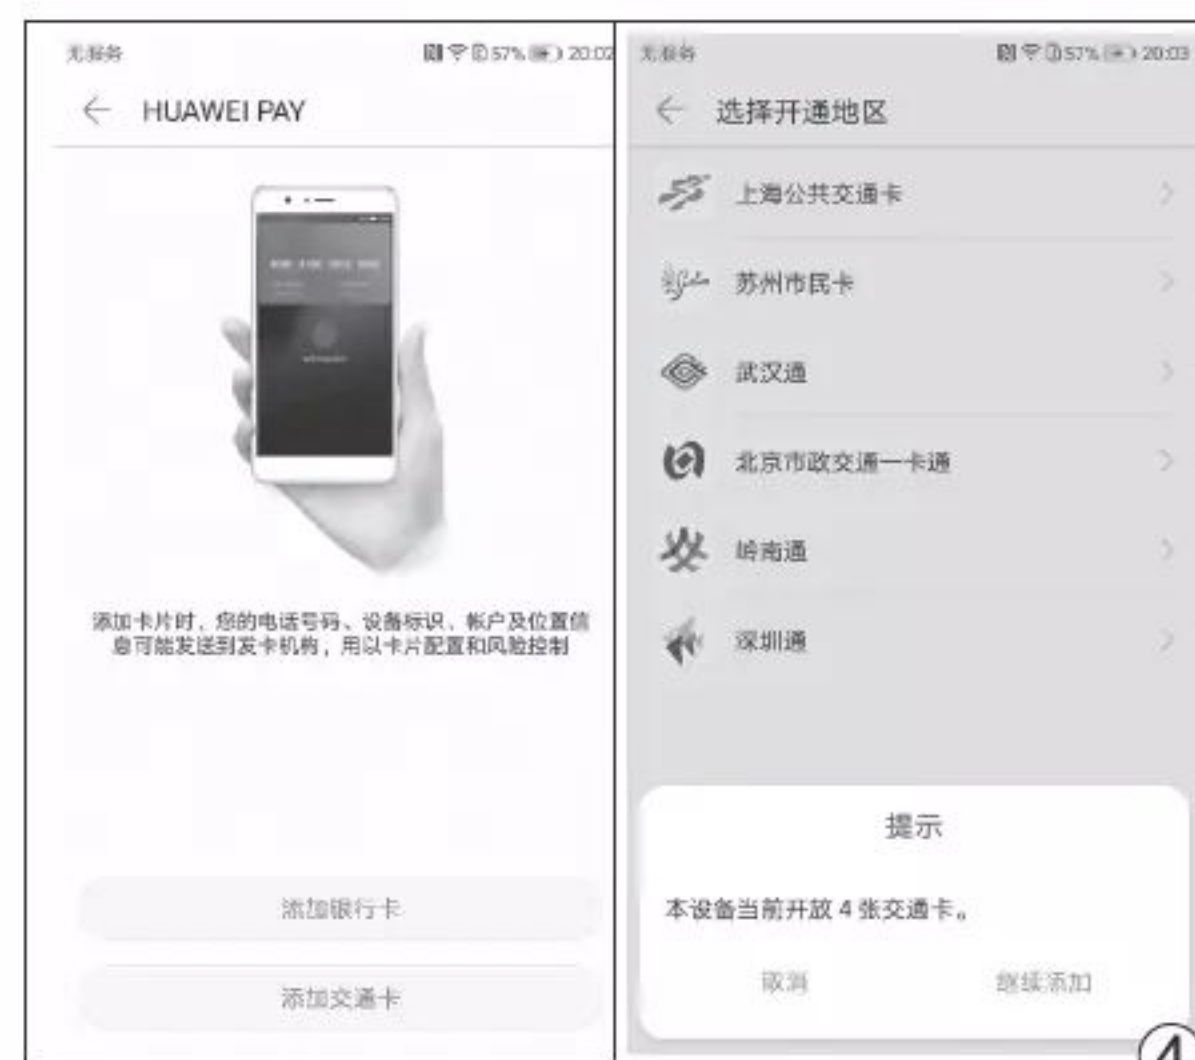 无服务 57% 20:02
HUAWEI PAY
添加卡片时,您的电话号码、设备标识、帐户及位置信
息可能发送到发卡机构,用以卡片配置和风险控制
添加银行卡
添加交通卡
无服务 57% 20:03
选择开通地区
上海公共交通卡
苏州市民卡
武汉通
北京市政交通一卡通
岭南通
深圳通
提示
本设备当前开放 4 张交通卡。
取消 继续添加
4